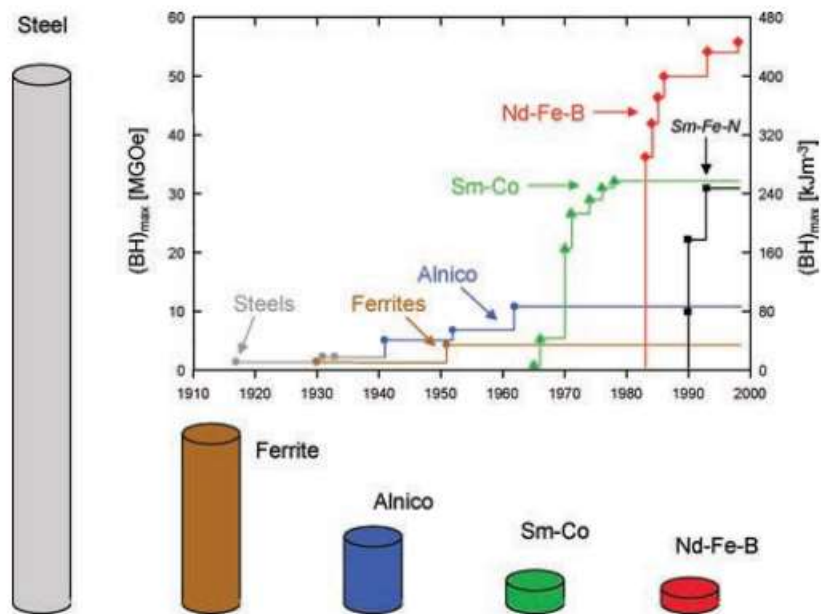 Steel
60
50
40
30
20
10
0
(BH)max [MGOe]
480
400
320
240
160
80
0
(BH)max [kJm-3]
Nd-Fe-B
Sm-Fe-N
Sm-Co
Steels
Ferrites
Alnico
1910 1920 1930 1940 1950 1960 1970 1980 1990 2000
Ferrite
Alnico
Sm-Co
Nd-Fe-B